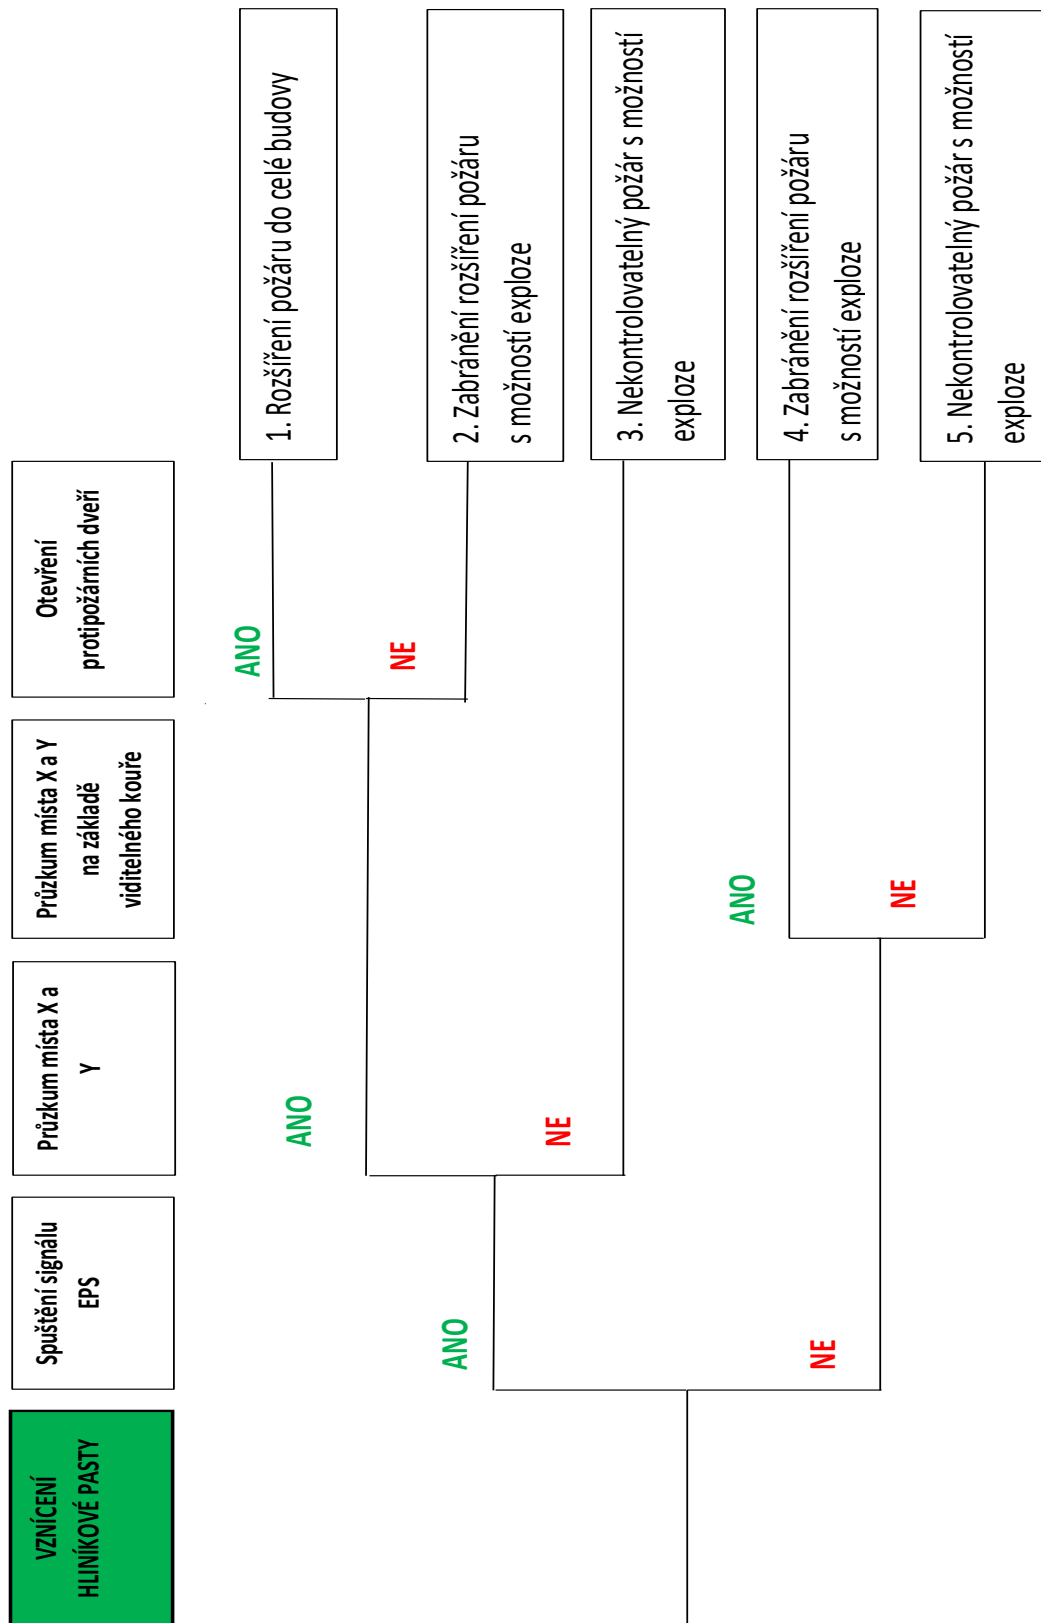 VZNÍCENÍ
HLINÍKOVÉ PASTY
Spuštění signálu
EPS
Průzkum místa X a
Y
Průzkum místa X a Y
na základě
viditelného kouře
Otevření
protipožárních dveří
ANO
NE
ANO
NE
ANO
NE
ANO
NE
1. Rozšíření požáru do celé budovy
2. Zabránění rozšíření požáru
s možností exploze
3. Nekontrolovatelný požár s možností
exploze
4. Zabránění rozšíření požáru
s možností exploze
5. Nekontrolovatelný požár s možností
exploze